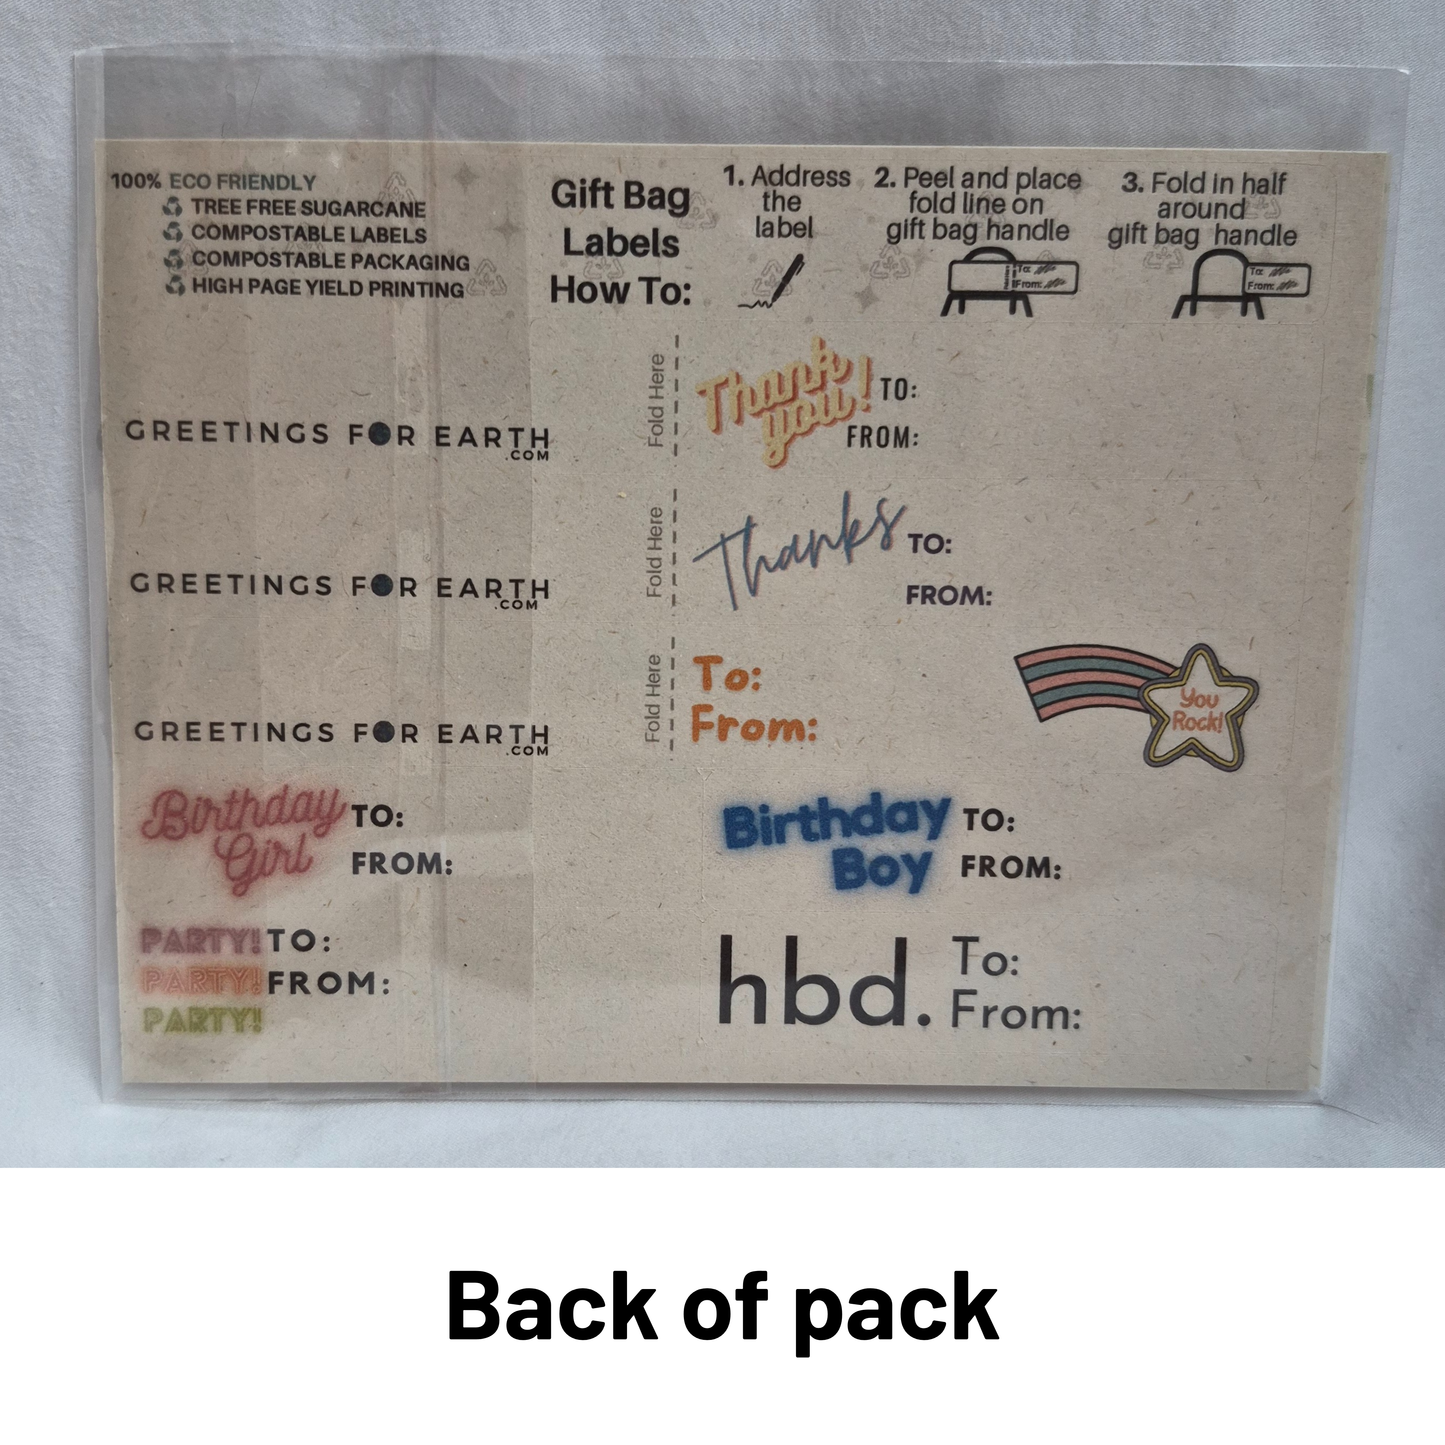 100% ECO FRIENDLY
TREE FREE SUGARCANE
COMPOSTABLE LABELS
COMPOSTABLE PACKAGING
HIGH PAGE YIELD PRINTING
Gift Bag
Labels
How To:
1. Address
the
label
2. Peel and place
fold line on
gift bag handle
To:
From:
3. Fold in half
around
gift bag handle
To:
From:
GREETINGS FOR EARTH
.COM
Fold Here
Thank
you!
TO:
FROM:
GREETINGS FOR EARTH
.COM
Fold Here
Thanks
TO:
FROM:
GREETINGS FOR EARTH
.COM
Fold Here
To:
From:
You
Rock!
Birthday
Girl
TO:
FROM:
Birthday
Boy
TO:
FROM:
PARTY! TO:
PARTY! FROM:
PARTY!
hbd.
To:
From:
Back of pack